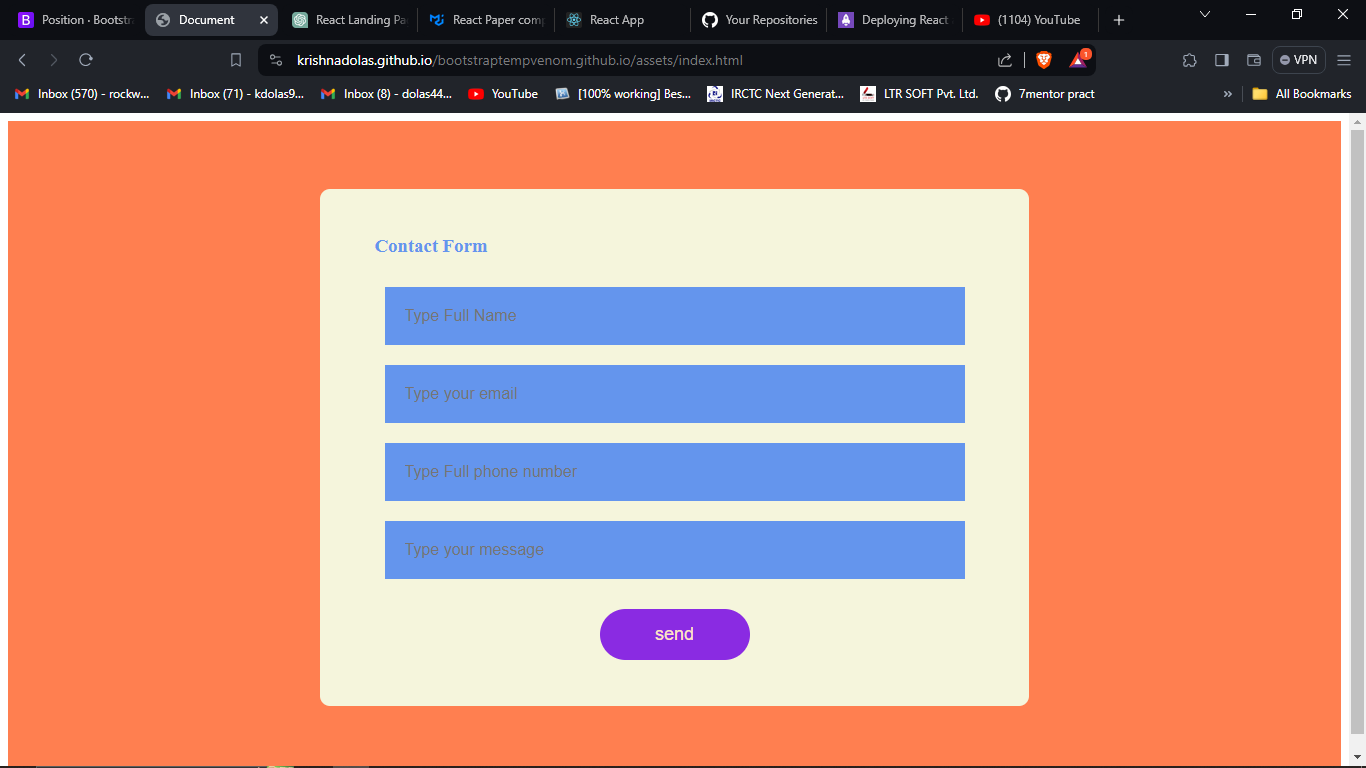 Position · Bootstr
Document
React Landing Pa
React Paper comp
React App
Your Repositories
Deploying React
(1104) YouTube
krishnadolas.github.io/bootstraptempvenom.github.io/assets/index.html
1
VPN
Inbox (570) - rockw...
Inbox (71) - kdolas9...
Inbox (8) - dolas44...
YouTube
[100% working] Bes...
IRCTC Next Generat...
LTR SOFT Pvt. Ltd.
7mentor pract
»
All Bookmarks
Contact Form
Type Full Name
Type your email
Type Full phone number
Type your message
send